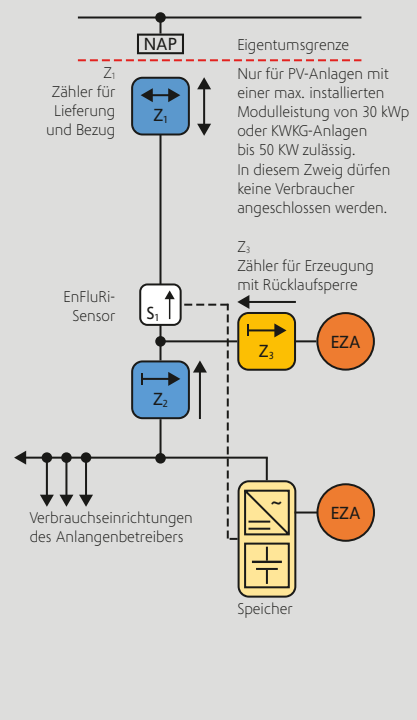 NAP
Eigentumsgrenze
Z₁
Zähler für
Lieferung
und Bezug
Z₁
Nur für PV-Anlagen mit
einer max. installierten
Modulleistung von 30 kWp
oder KWKG-Anlagen
bis 50 KW zulässig.
In diesem Zweig dürfen
keine Verbraucher
angeschlossen werden.
Z₃
Zähler für Erzeugung
mit Rücklaufsperre
EnFluRi-
Sensor
S₁
Z₃
EZA
Z₂
Verbrauchseinrichtungen
des Anlangenbetreibers
~
EZA
Speicher